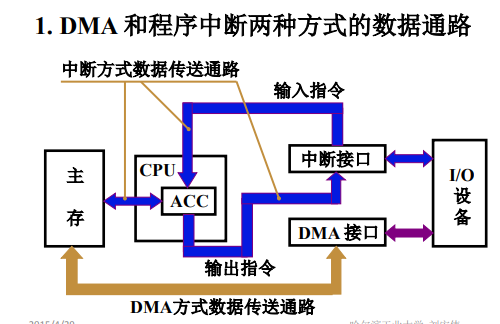 1. DMA 和程序中断两种方式的数据通路
中断方式数据传送通路
输入指令
主
存
CPU
ACC
中断接口
DMA 接口
I/O
设
备
输出指令
DMA方式数据传送通路
2015/4/20